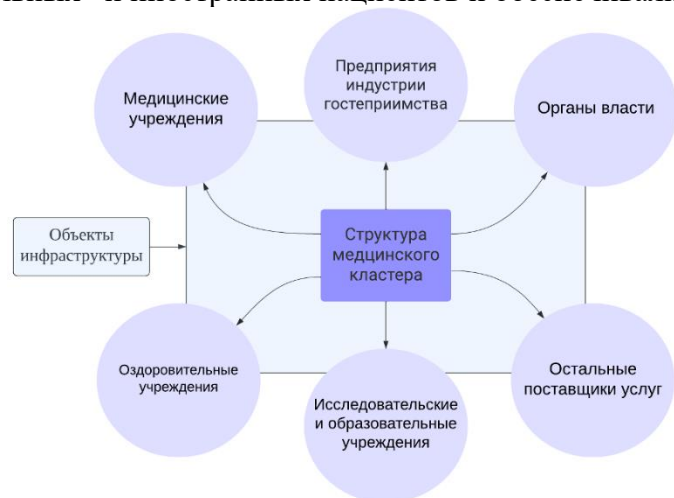 Медицинские
учреждения
Предприятия
индустрии
гостеприимства
Органы власти
Объекты
инфраструктуры
Структура
медцинского
кластера
Оздоровительные
учреждения
Исследовательские
и образовательные
учреждения
Остальные
поставщики услуг